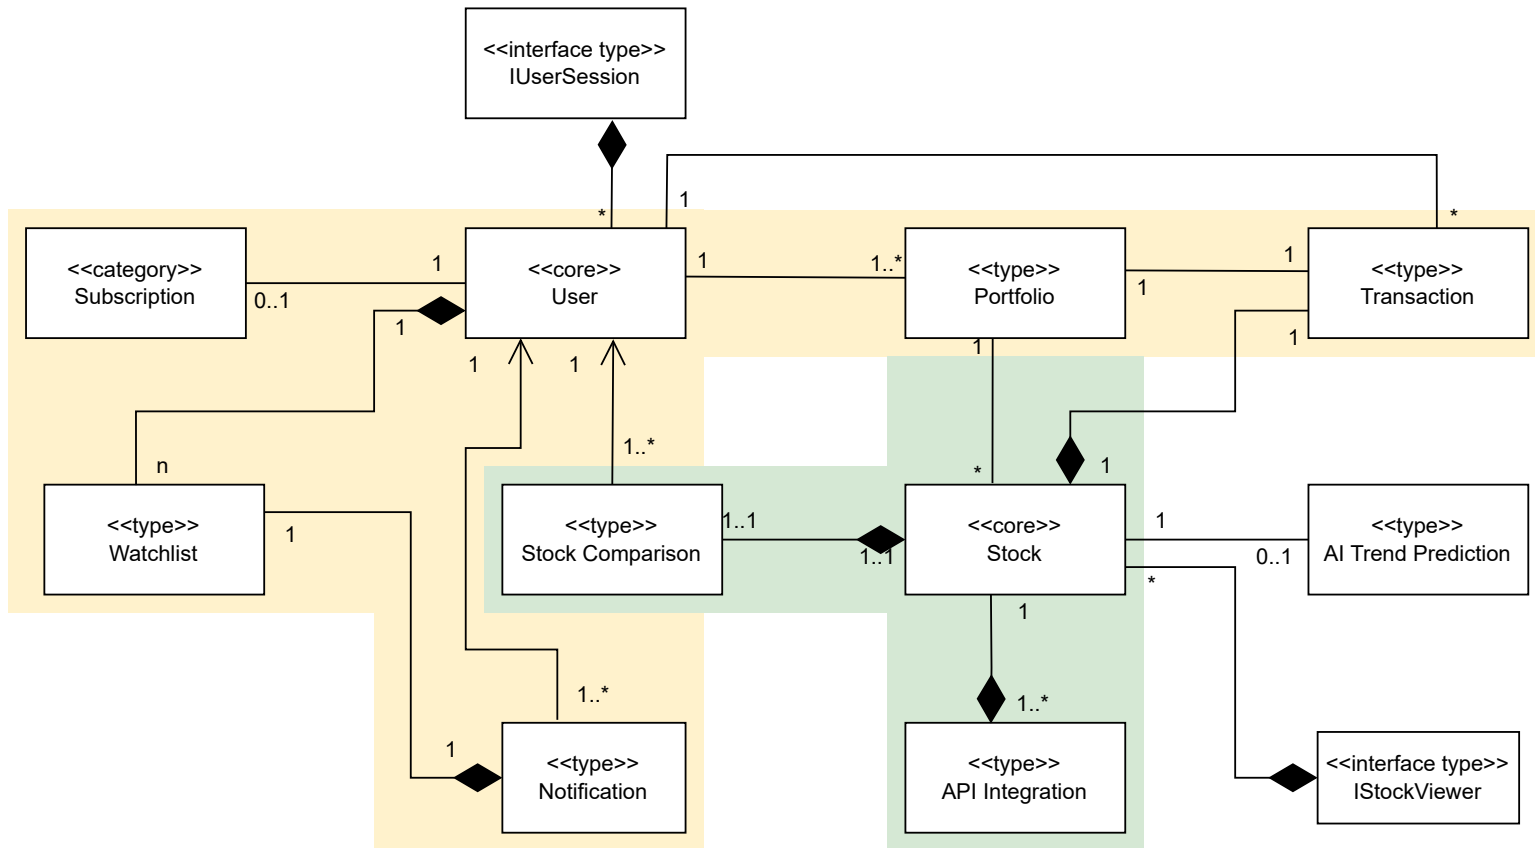 <<interface type>>
IUserSession
1
*
*
<<category>>
Subscription
1
0..1
<<core>>
User
1
1..*
<<type>>
Portfolio
1
1
<<type>>
Transaction
1
1
1
1
1
n
1..*
*
1
<<type>>
Watchlist
1
<<type>>
Stock Comparison
1..1
1..1
<<core>>
Stock
1
0..1
*
<<type>>
AI Trend Prediction
1
1..*
1..*
1
<<type>>
Notification
<<type>>
API Integration
<<interface type>>
IStockViewer